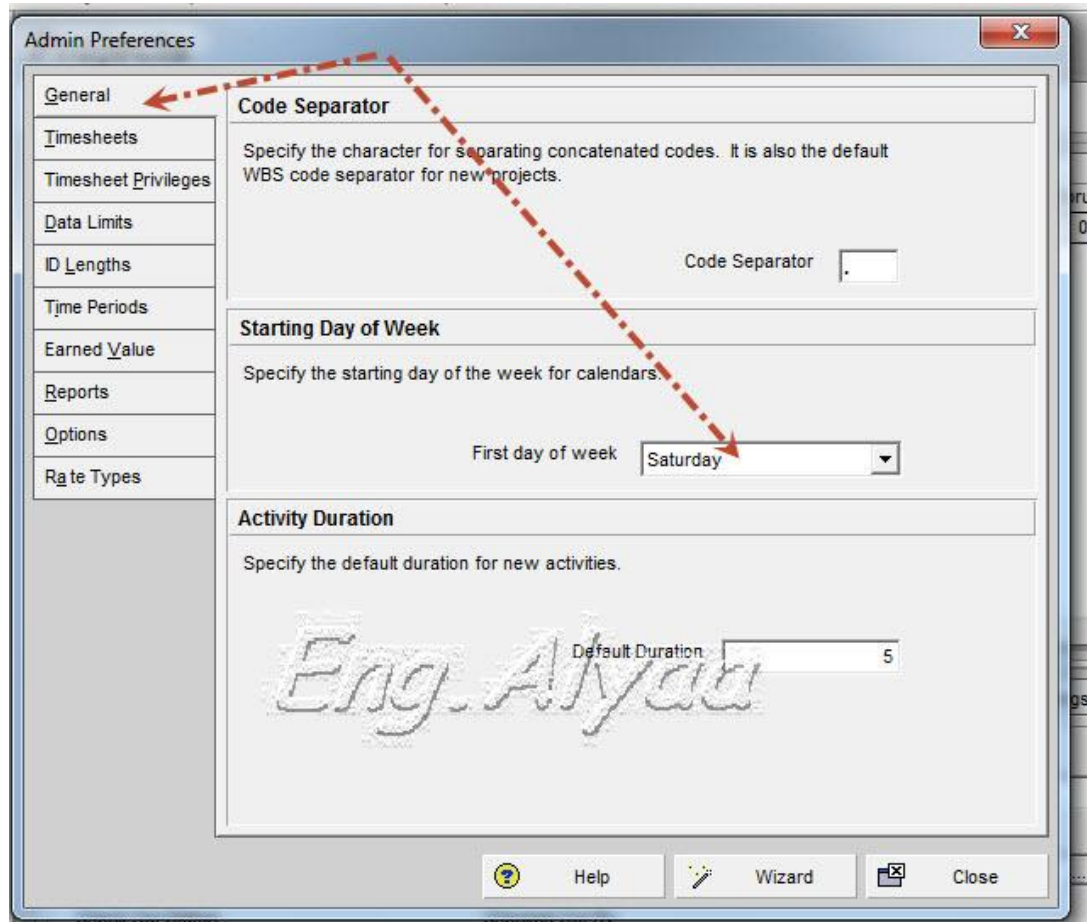 Admin Preferences
General
Timesheets
Timesheet Privileges
Data Limits
ID Lengths
Time Periods
Earned Value
Reports
Options
Rate Types
Code Separator
Specify the character for separating concatenated codes. It is also the default
WBS code separator for new projects.
Code Separator .
Starting Day of Week
Specify the starting day of the week for calendars.
First day of week Saturday
Activity Duration
Specify the default duration for new activities.
Default Duration 5
Eng. Alyaa
Help Wizard Close